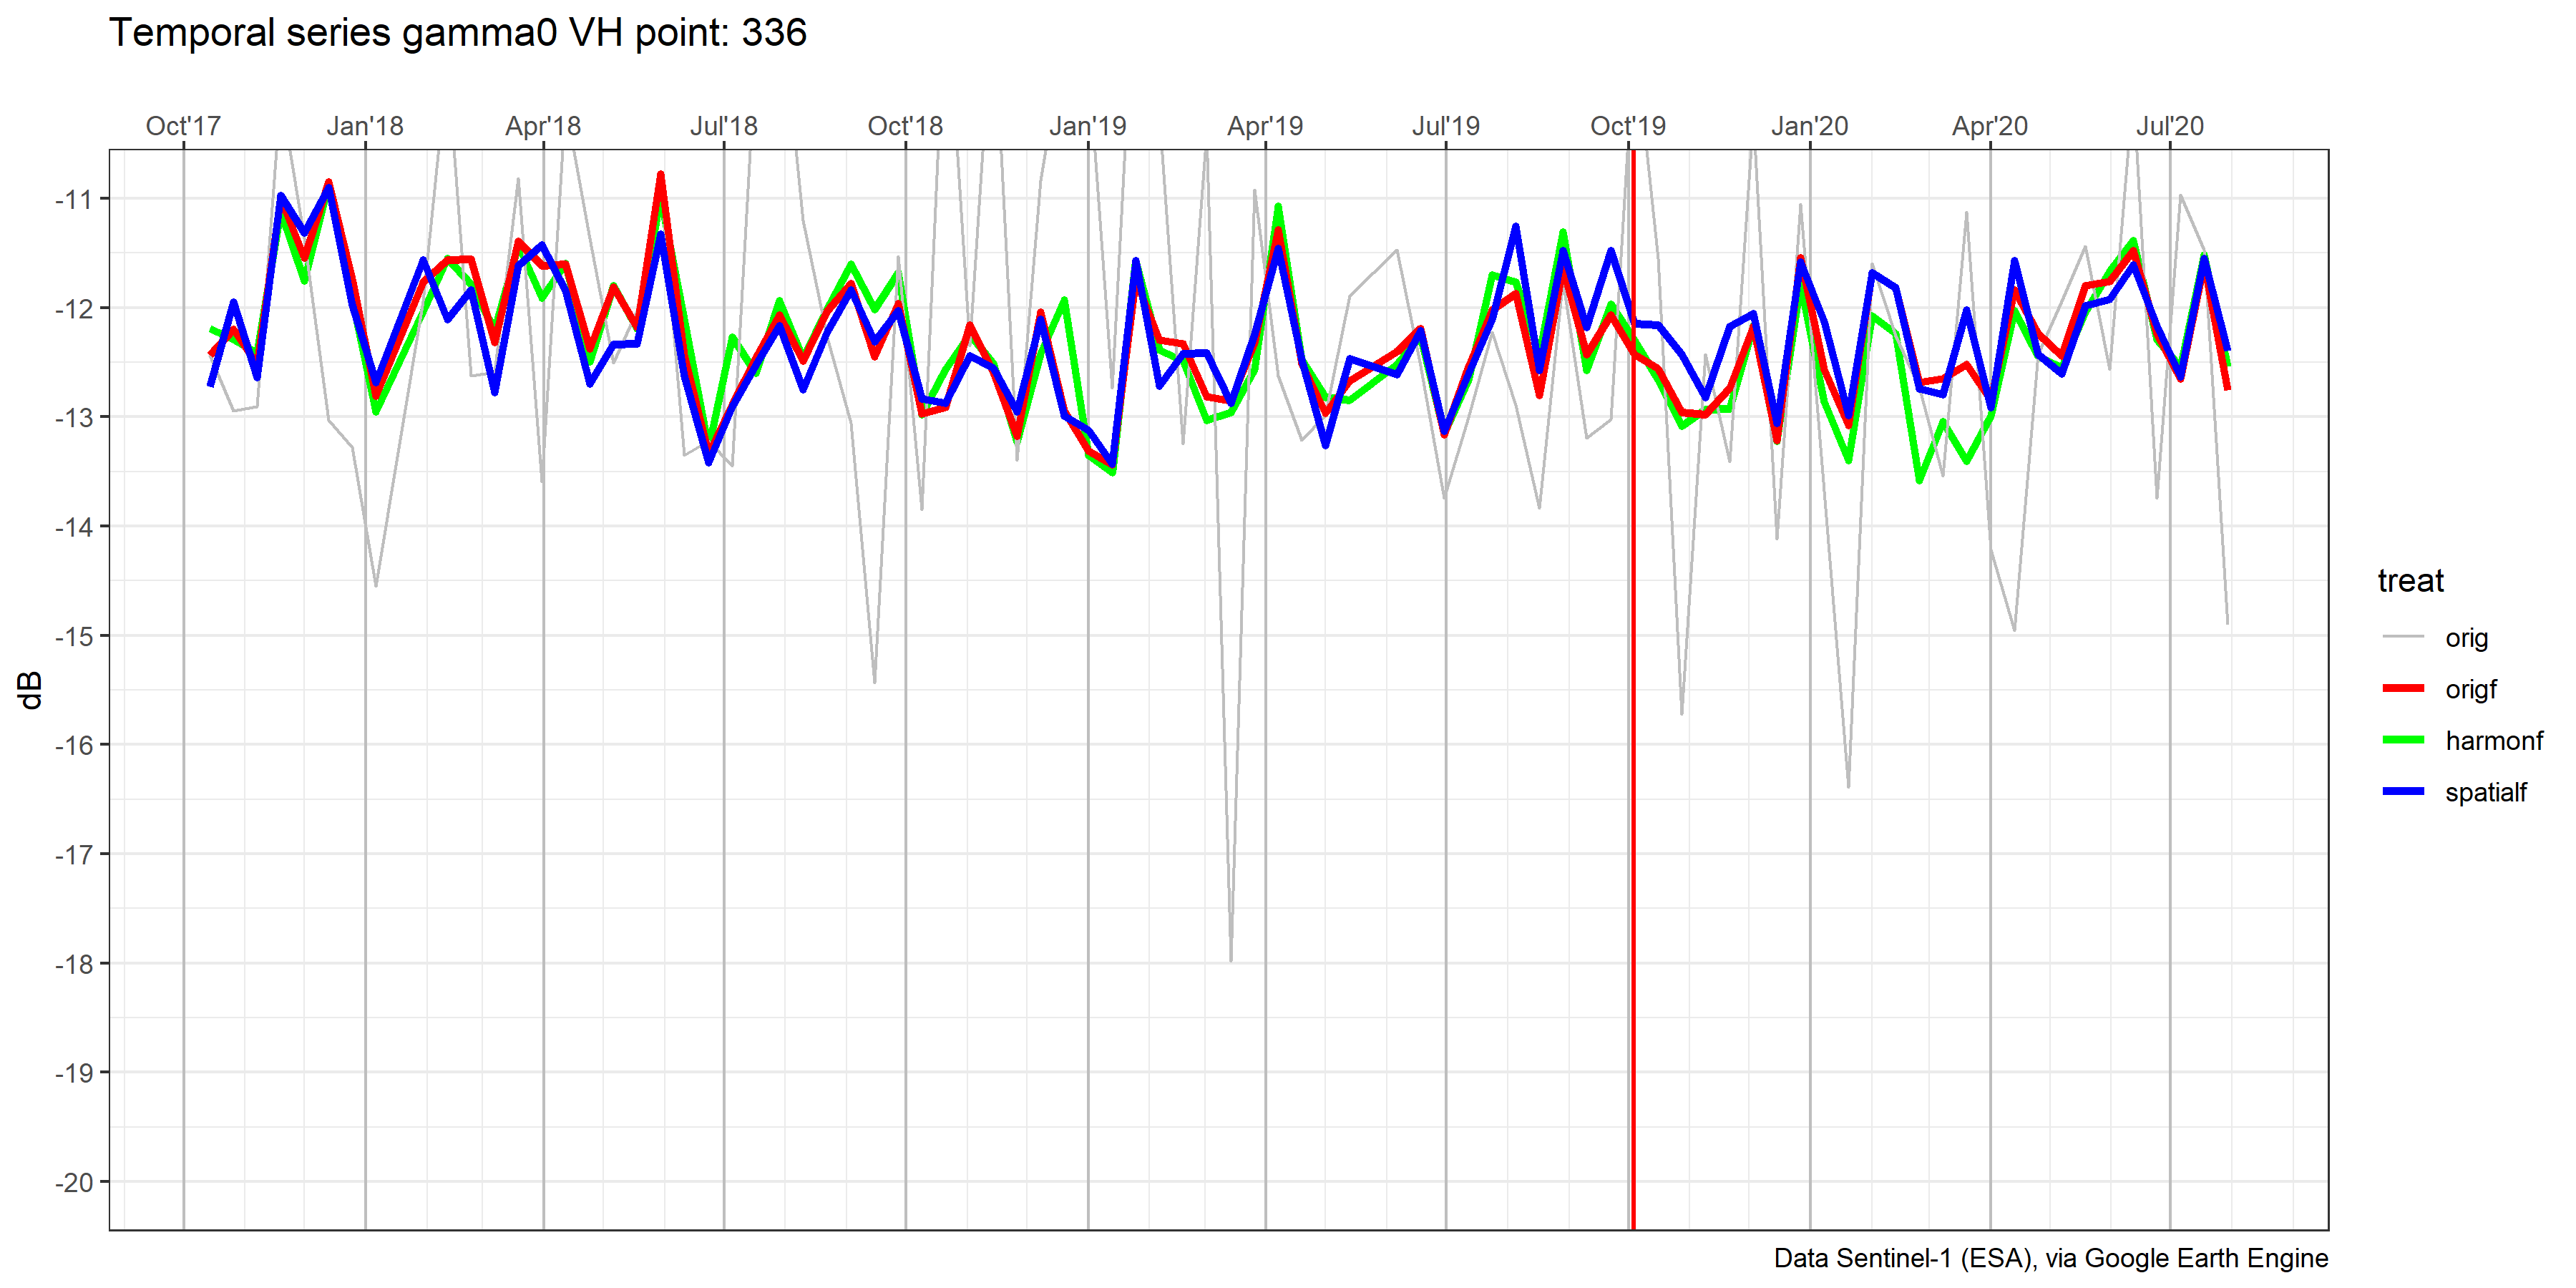 Temporal series gamma0 VH point: 336
Oct'17 Jan'18 Apr'18 Jul'18 Oct'18 Jan'19 Apr'19 Jul'19 Oct'19 Jan'20 Apr'20 Jul'20
-11
-12
-13
-14
-15
-16
-17
-18
-19
-20
dB
treat
orig
origf
harmonf
spatialf
Data Sentinel-1 (ESA), via Google Earth Engine